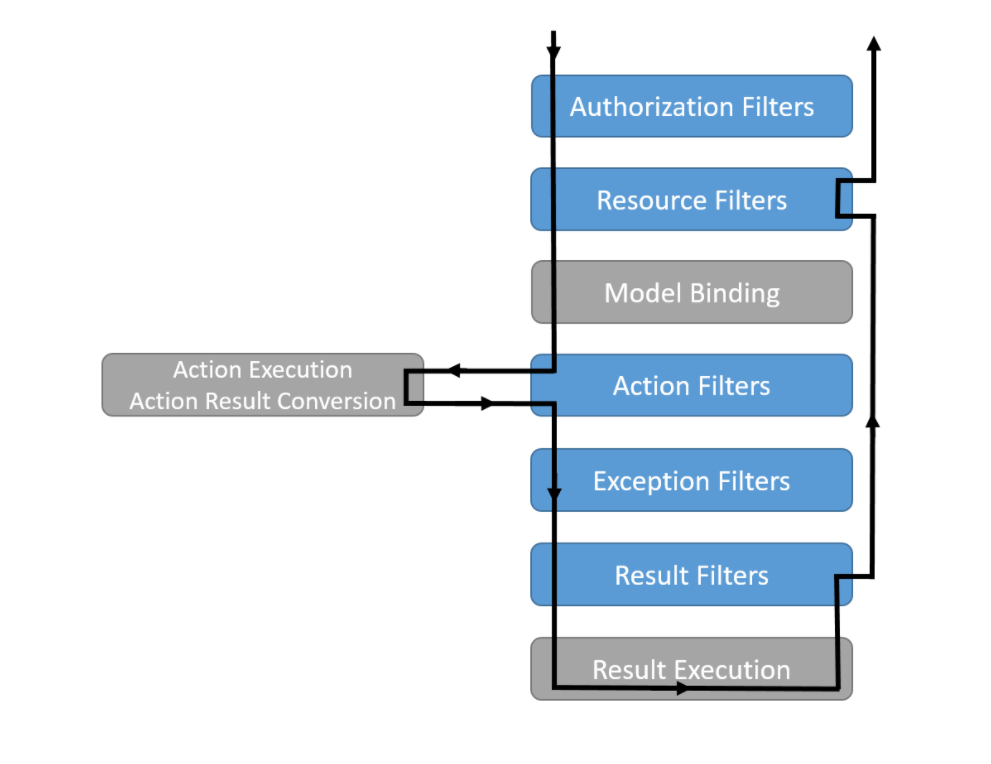 Authorization Filters
Resource Filters
Model Binding
Action Execution
Action Result Conversion
Action Filters
Exception Filters
Result Filters
Result Execution